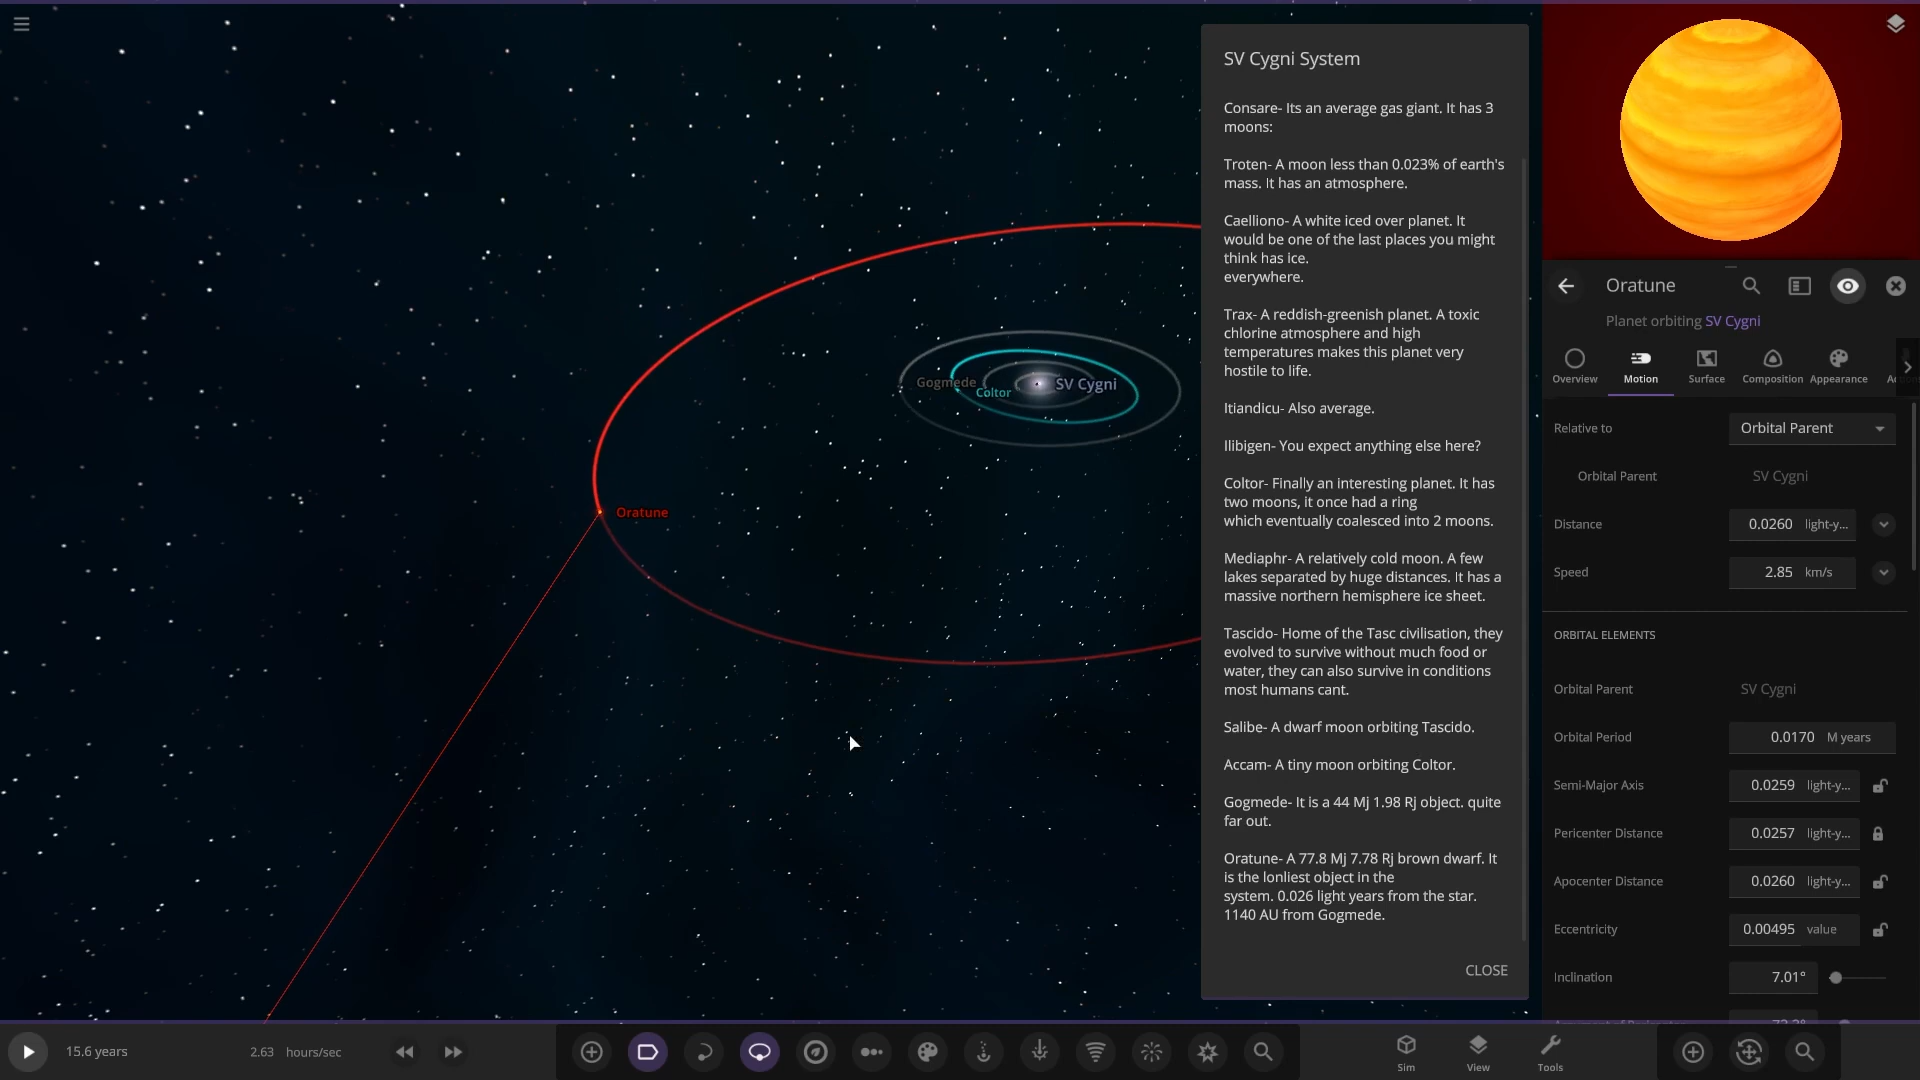 SV Cygni System
Consare- Its an average gas giant. It has 3
moons:
Troten- A moon less than 0.023% of earth's
mass. It has an atmosphere.
Caelliono- A white iced over planet. It
would be one of the last places you might
think has ice.
everywhere.
Trax- A reddish-greenish planet. A toxic
chlorine atmosphere and high
temperatures makes this planet very
hostile to life.
Itiandicu- Also average.
Ilibigen- You expect anything else here?
Coltor- Finally an interesting planet. It has
two moons, it once had a ring
which eventually coalesced into 2 moons.
Mediaphr- A relatively cold moon. A few
lakes separated by huge distances. It has a
massive northern hemisphere ice sheet.
Tascido- Home of the Tasc civilisation, they
evolved to survive without much food or
water, they can also survive in conditions
most humans cant.
Salibe- A dwarf moon orbiting Tascido.
Accam- A tiny moon orbiting Coltor.
Gogmede- It is a 44 Mj 1.98 Rj object. quite
far out.
Oratune- A 77.8 Mj 7.78 Rj brown dwarf. It
is the lonliest object in the
system. 0.026 light years from the star.
1140 AU from Gogmede.
CLOSE
Gogmede
Coltor
SV Cygni
Oratune
Oratune
Planet orbiting SV Cygni
Overview Motion Surface Composition Appearance
Relative to Orbital Parent
Orbital Parent SV Cygni
Distance 0.0260 light-y...
Speed 2.85 km/s
ORBITAL ELEMENTS
Orbital Parent SV Cygni
Orbital Period 0.0170 M years
Semi-Major Axis 0.0259 light-y...
Pericenter Distance 0.0257 light-y...
Apocenter Distance 0.0260 light-y...
Eccentricity 0.00495 value
Inclination 7.01°
15.6 years
2.63 hours/sec
Sim View Tools